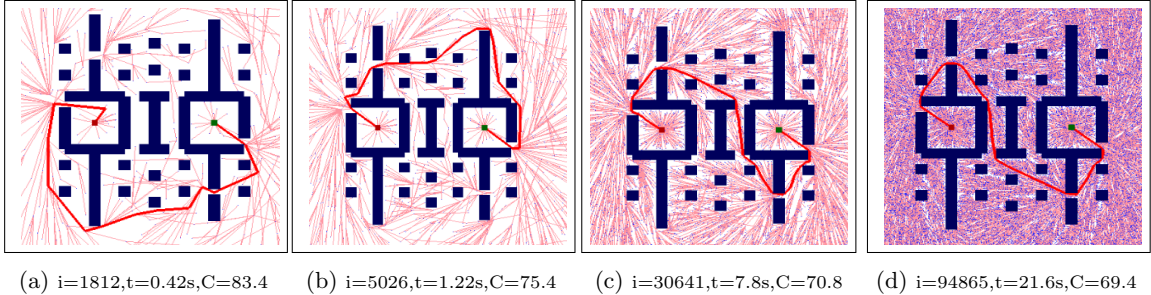 (a) i=1812,t=0.42s,C=83.4
(b) i=5026,t=1.22s,C=75.4
(c) i=30641,t=7.8s,C=70.8
(d) i=94865,t=21.6s,C=69.4